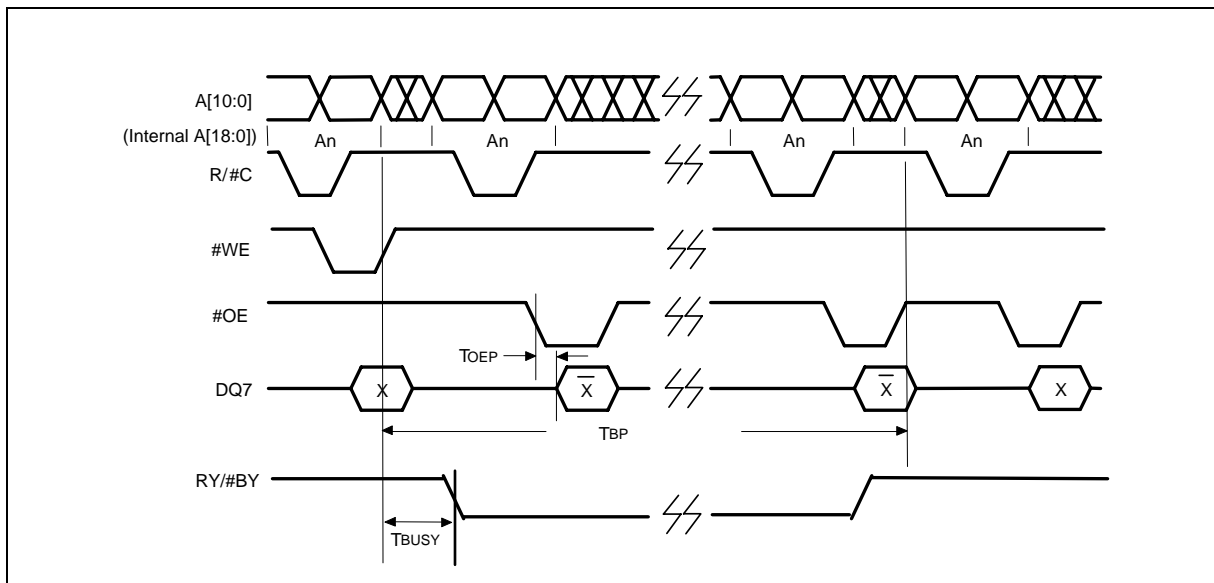 A[10:0]
(Internal A[18:0])
An An An An
R/#C
#WE
#OE
TOEP
DQ7 X X̅ X̅ X
TBP
RY/#BY
TBUSY